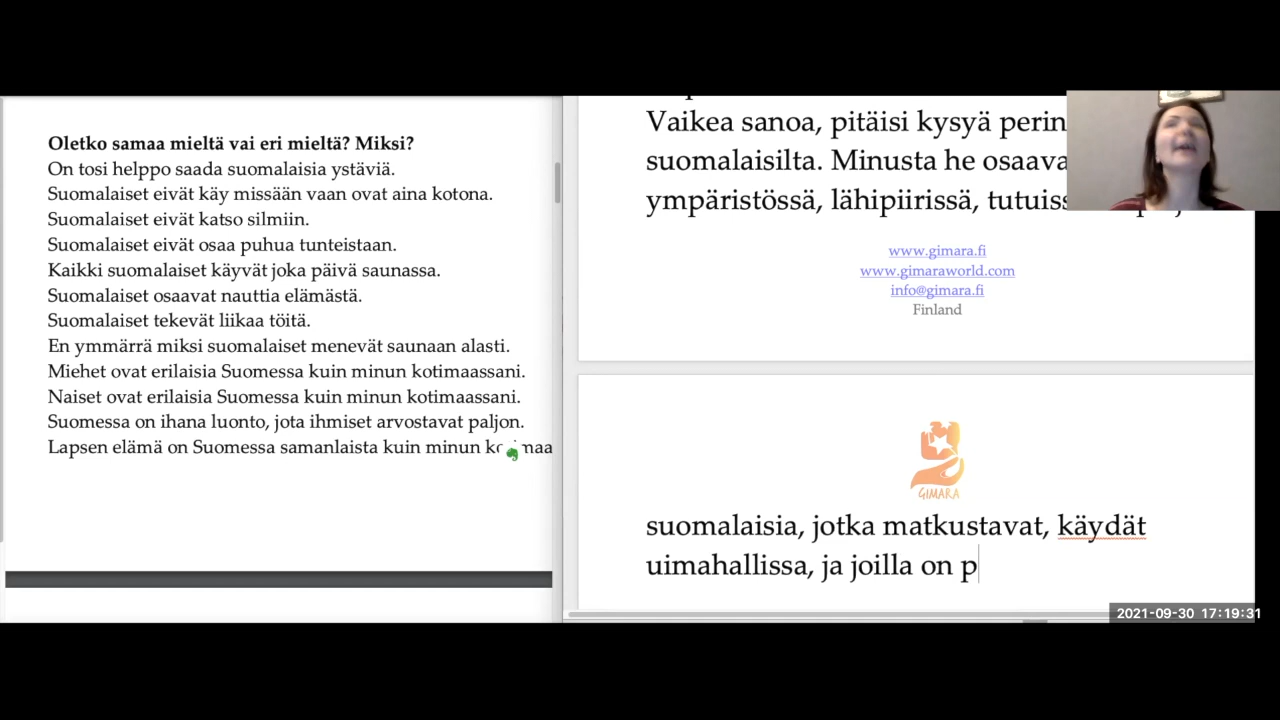 Oletko samaa mieltä vai eri mieltä? Miksi?
On tosi helppo saada suomalaisia ystäviä.
Suomalaiset eivät käy missään vaan ovat aina kotona.
Suomalaiset eivät katso silmiin.
Suomalaiset eivät osaa puhua tunteistaan.
Kaikki suomalaiset käyvät joka päivä saunassa.
Suomalaiset osaavat nauttia elämästä.
Suomalaiset tekevät liikaa töitä.
En ymmärrä miksi suomalaiset menevät saunaan alasti.
Miehet ovat erilaisia Suomessa kuin minun kotimaassani.
Naiset ovat erilaisia Suomessa kuin minun kotimaassani.
Suomessa on ihana luonto, jota ihmiset arvostavat paljon.
Lapsen elämä on Suomessa samanlaista kuin minun
Vaikea sanoa, pitäisi kysyä
suomalaisilta. Minusta he
ympäristössä, lähipiirissä,
www.gimara.fi
www.gimaraworld.com
info@gimara.fi
Finland
GIMARA
suomalaisia, jotka matkustavat, käydät
uimahallissa, ja joilla on p
2021-09-30 17:19:31